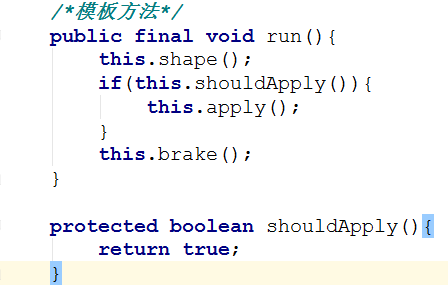 /*模板方法*/
public final void run(){
    this.shape();
    if(this.shouldApply()){
        this.apply();
    }
    this.brake();
}
protected boolean shouldApply(){
    return true;
}